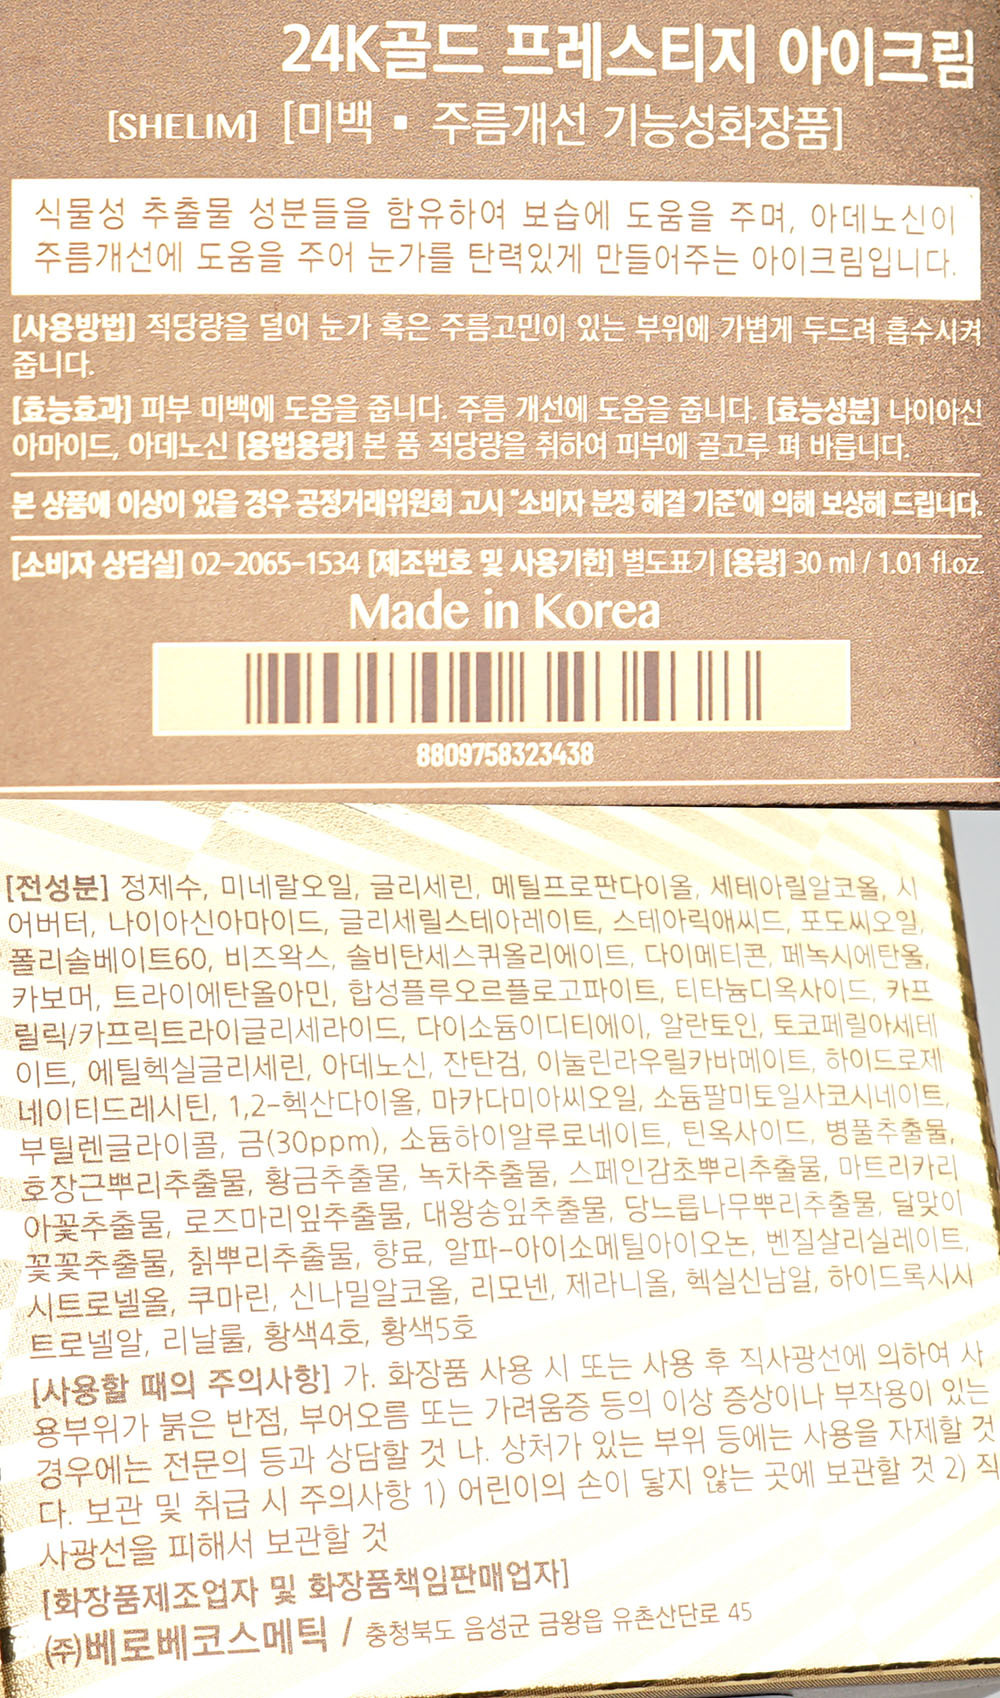 24K골드 프레스티지 아이크림
[SHELIM] [미백 ▪ 주름개선 기능성화장품]
식물성 추출물 성분들을 함유하여 보습에 도움을 주며, 아데노신이
주름개선에 도움을 주어 눈가를 탄력있게 만들어주는 아이크림입니다.
[사용방법] 적당량을 덜어 눈가 혹은 주름고민이 있는 부위에 가볍게 두드려 흡수시켜
줍니다.
[효능효과] 피부 미백에 도움을 줍니다. 주름 개선에 도움을 줍니다. [효능성분] 나이아신
아마이드, 아데노신 [용법용량] 본 품 적당량을 취하여 피부에 골고루 펴 바릅니다.
본 상품에 이상이 있을 경우 공정거래위원회 고시 "소비자 분쟁 해결 기준"에 의해 보상해 드립니다.
[소비자 상담실] 02-2065-1534 [제조번호 및 사용기한] 별도표기 [용량] 30 ml / 1.01 fl.oz.
Made in Korea
8809758323438
[전성분] 정제수, 미네랄오일, 글리세린, 메틸프로판다이올, 세테아릴알코올, 시
어버터, 나이아신아마이드, 글리세릴스테아레이트, 스테아릭애씨드, 포도씨오일,
폴리솔베이트60, 비즈왁스, 솔비탄세스퀴올리에이트, 다이메티콘, 페녹시에탄올,
카보머, 트라이에탄올아민, 합성플루오르플로고파이트, 티타늄디옥사이드, 카프
릴릭/카프릭트라이글리세라이드, 다이소듐이디티에이, 알란토인, 토코페릴아세테
이트, 에틸헥실글리세린, 아데노신, 잔탄검, 이눌린라우릴카바메이트, 하이드로제
네이티드레시틴, 1,2-헥산다이올, 마카다미아씨오일, 소듐팔미토일사코시네이트,
부틸렌글라이콜, 금(30ppm), 소듐하이알루로네이트, 틴옥사이드, 병풀추출물,
호장근뿌리추출물, 황금추출물, 녹차추출물, 스페인감초뿌리추출물, 마트리카리
아꽃추출물, 로즈마리잎추출물, 대왕송잎추출물, 당느릅나무뿌리추출물, 달맞이
꽃꽃추출물, 칡뿌리추출물, 향료, 알파-아이소메틸아이오논, 벤질살리실레이트,
시트로넬올, 쿠마린, 신나밀알코올, 리모넨, 제라니올, 헥실신남알, 하이드록시시
트로넬알, 리날룰, 황색4호, 황색5호
[사용할 때의 주의사항] 가. 화장품 사용 시 또는 사용 후 직사광선에 의하여 사
용부위가 붉은 반점, 부어오름 또는 가려움증 등의 이상 증상이나 부작용이 있는
경우에는 전문의 등과 상담할 것 나. 상처가 있는 부위 등에는 사용을 자제할 것
다. 보관 및 취급 시 주의사항 1) 어린이의 손이 닿지 않는 곳에 보관할 것 2) 직
사광선을 피해서 보관할 것
[화장품제조업자 및 화장품책임판매업자]
(주)베로베코스메틱 / 충청북도 음성군 금왕읍 유촌산단로 45